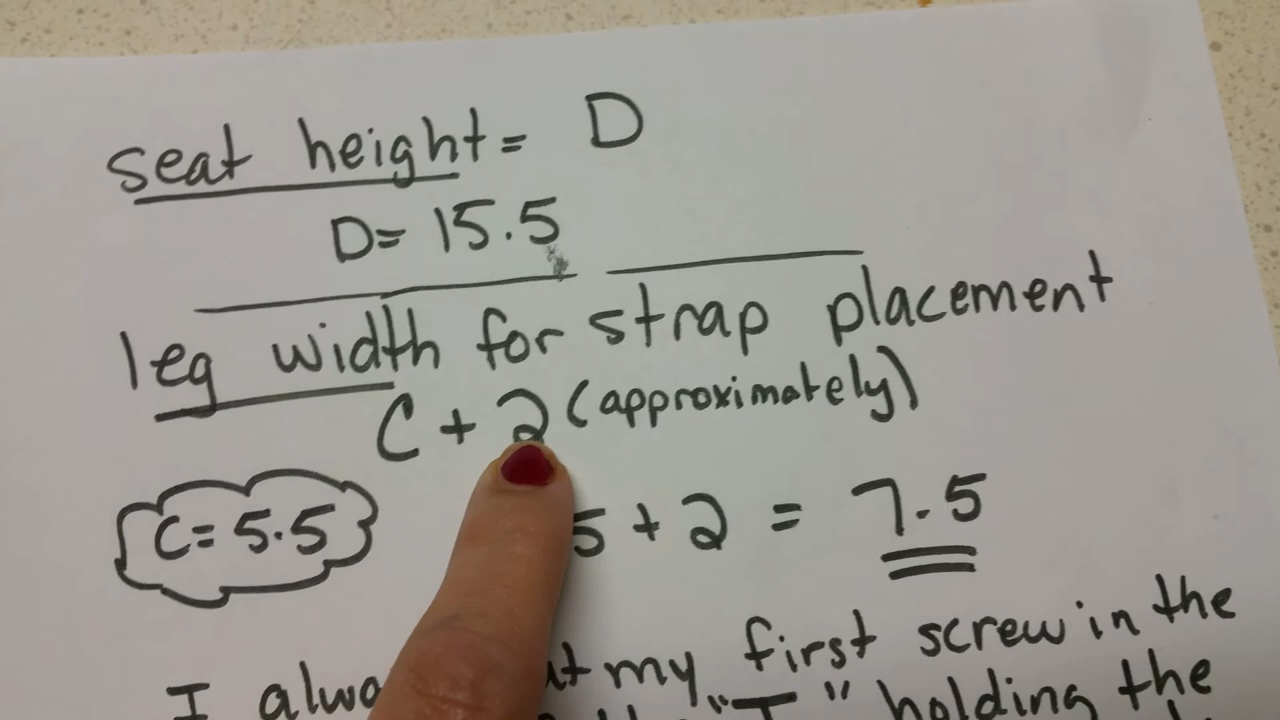 seat height = D
D = 15.5
leg width for strap placement
C + 2 (approximately)
C = 5.5
5 + 2 = 7.5
I my first screw in the
"T" holding the